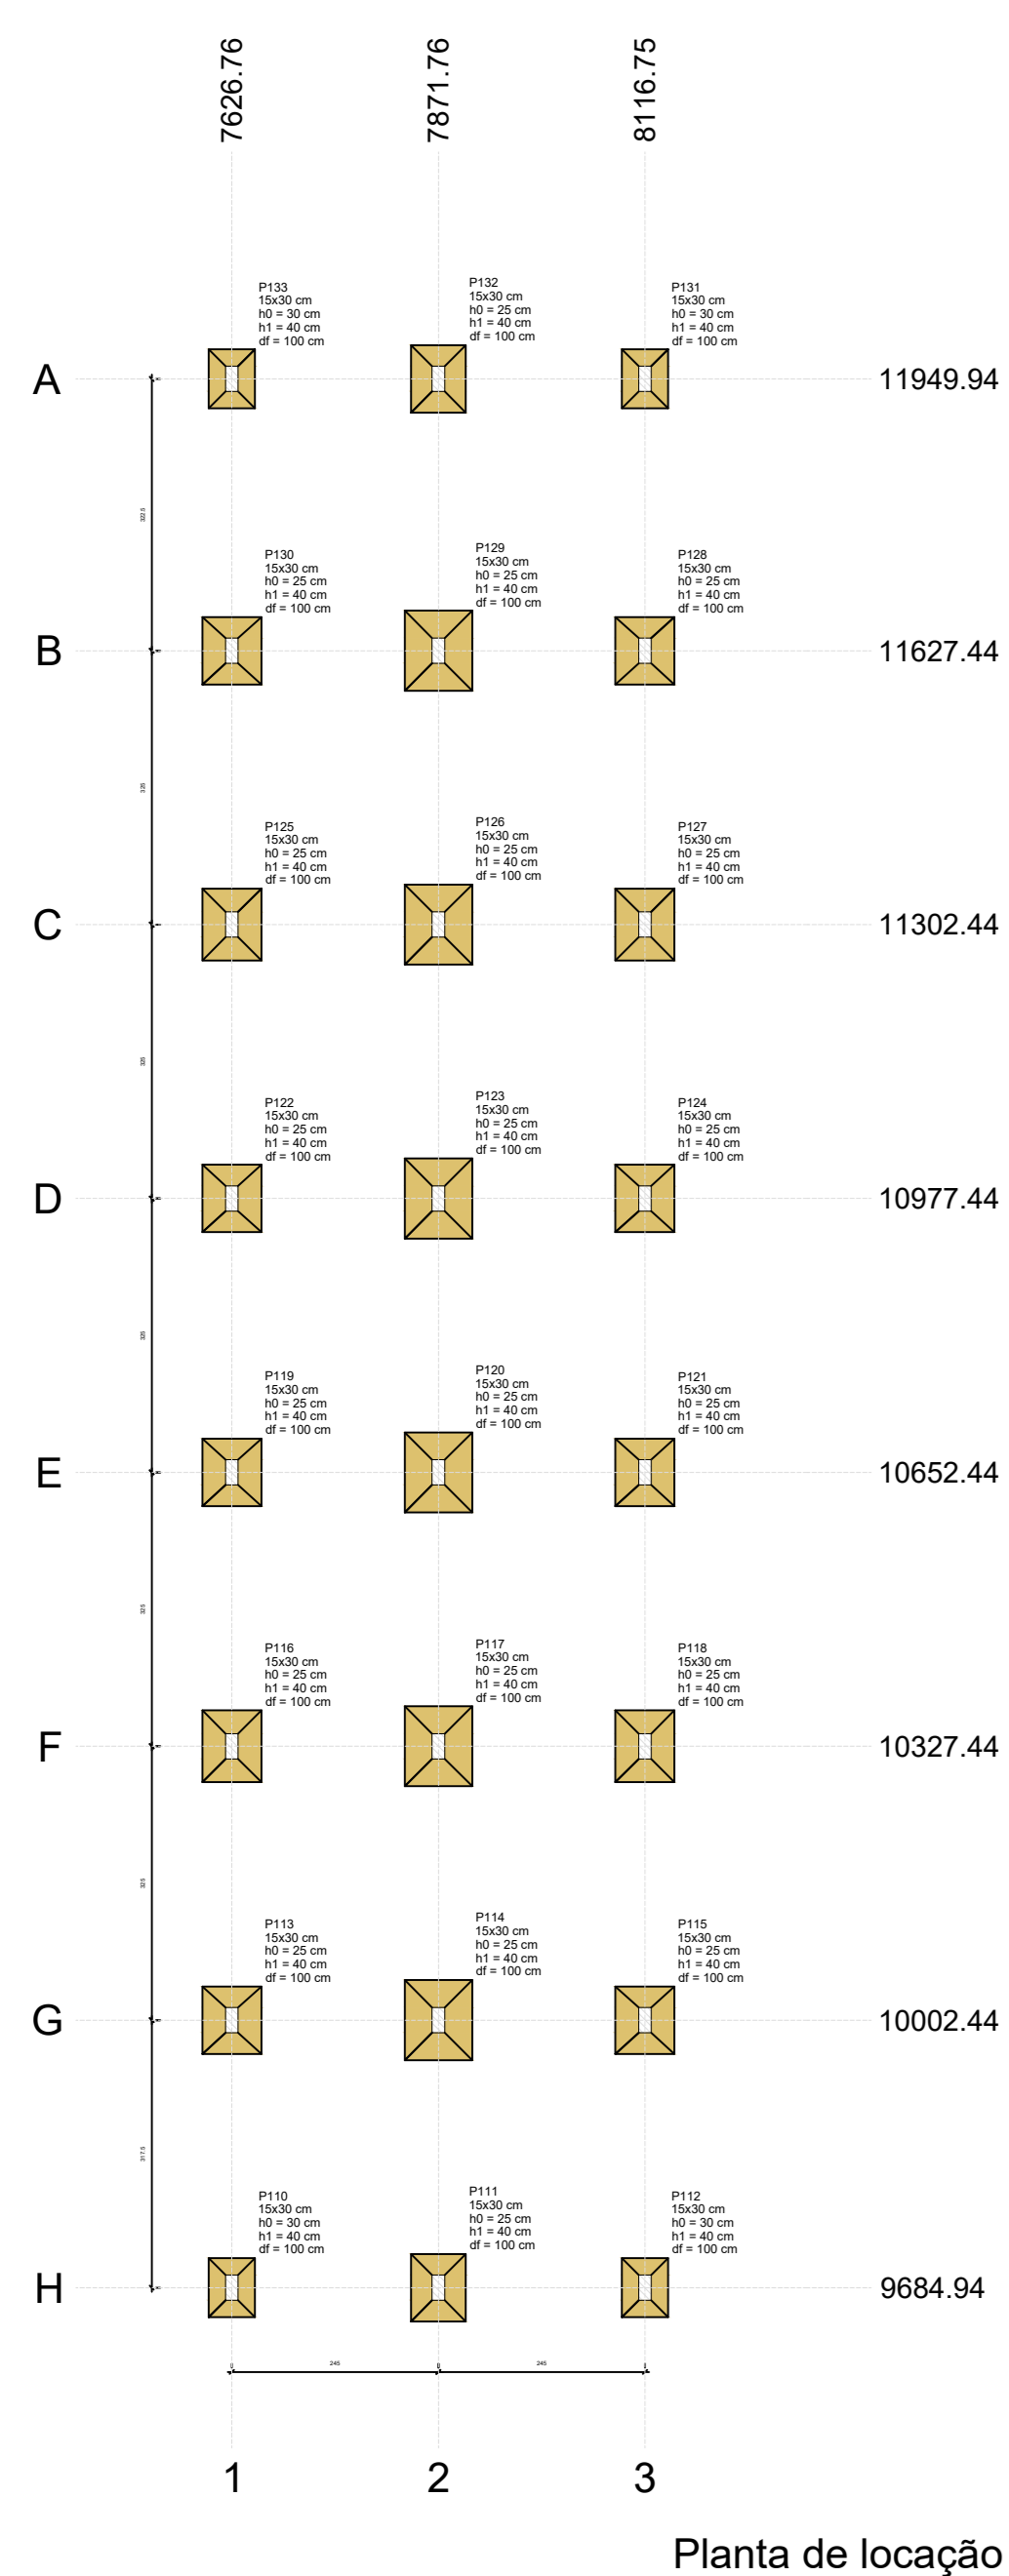 7626.76
7871.76
8116.75
P133
15x30 cm
h0 = 30 cm
h1 = 40 cm
df = 100 cm
P132
15x30 cm
h0 = 25 cm
h1 = 40 cm
df = 100 cm
P131
15x30 cm
h0 = 30 cm
h1 = 40 cm
df = 100 cm
A
11949.94
322.5
P130
15x30 cm
h0 = 25 cm
h1 = 40 cm
df = 100 cm
P129
15x30 cm
h0 = 25 cm
h1 = 40 cm
df = 100 cm
P128
15x30 cm
h0 = 25 cm
h1 = 40 cm
df = 100 cm
B
11627.44
325
P125
15x30 cm
h0 = 25 cm
h1 = 40 cm
df = 100 cm
P126
15x30 cm
h0 = 25 cm
h1 = 40 cm
df = 100 cm
P127
15x30 cm
h0 = 25 cm
h1 = 40 cm
df = 100 cm
C
11302.44
325
P122
15x30 cm
h0 = 25 cm
h1 = 40 cm
df = 100 cm
P123
15x30 cm
h0 = 25 cm
h1 = 40 cm
df = 100 cm
P124
15x30 cm
h0 = 25 cm
h1 = 40 cm
df = 100 cm
D
10977.44
325
P119
15x30 cm
h0 = 25 cm
h1 = 40 cm
df = 100 cm
P120
15x30 cm
h0 = 25 cm
h1 = 40 cm
df = 100 cm
P121
15x30 cm
h0 = 25 cm
h1 = 40 cm
df = 100 cm
E
10652.44
325
P116
15x30 cm
h0 = 25 cm
h1 = 40 cm
df = 100 cm
P117
15x30 cm
h0 = 25 cm
h1 = 40 cm
df = 100 cm
P118
15x30 cm
h0 = 25 cm
h1 = 40 cm
df = 100 cm
F
10327.44
325
P113
15x30 cm
h0 = 25 cm
h1 = 40 cm
df = 100 cm
P114
15x30 cm
h0 = 25 cm
h1 = 40 cm
df = 100 cm
P115
15x30 cm
h0 = 25 cm
h1 = 40 cm
df = 100 cm
G
10002.44
317.5
P110
15x30 cm
h0 = 30 cm
h1 = 40 cm
df = 100 cm
P111
15x30 cm
h0 = 25 cm
h1 = 40 cm
df = 100 cm
P112
15x30 cm
h0 = 30 cm
h1 = 40 cm
df = 100 cm
H
9684.94
245
245
1
2
3
Planta de locação